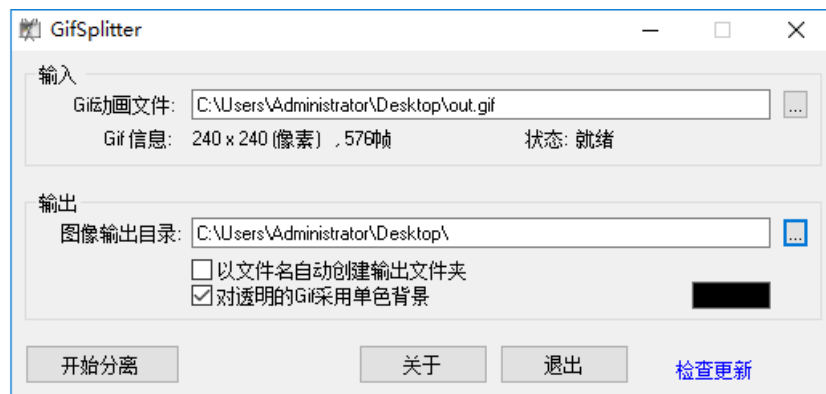 GifSplitter
输入
Gif动画文件: C:\Users\Administrator\Desktop\out.gif ...
Gif 信息: 240 x 240 (像素) , 576帧 状态: 就绪
输出
图像输出目录: C:\Users\Administrator\Desktop\ ...
以文件名自动创建输出文件夹
对透明的Gif采用单色背景
开始分离 关于 退出 检查更新